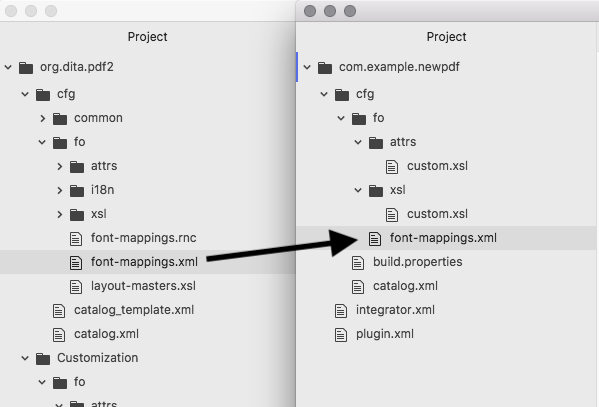 Project
org.dita.pdf2
cfg
common
fo
attrs
i18n
xsl
font-mappings.rnc
font-mappings.xml
layout-masters.xsl
catalog_template.xml
catalog.xml
Customization
fo
attrs
Project
com.example.newpdf
cfg
fo
attrs
custom.xsl
xsl
custom.xsl
font-mappings.xml
build.properties
catalog.xml
integrator.xml
plugin.xml